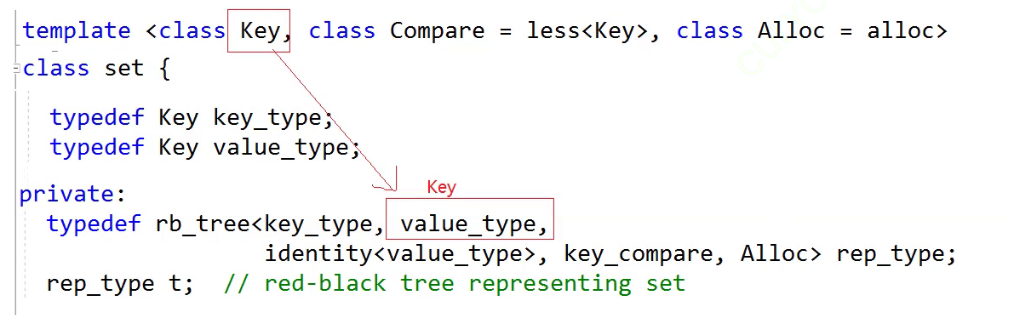 template <class Key, class Compare = less<Key>, class Alloc = alloc>
class set {
typedef Key key_type;
typedef Key value_type;
private:
Key
typedef rb_tree<key_type, value_type,
identity<value_type>, key_compare, Alloc> rep_type;
rep_type t;  // red-black tree representing set